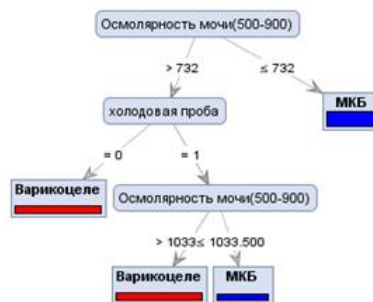 Осмолярность мочи(500-900)
> 732
≤ 732
холодовая проба
МКБ
= 0
= 1
Варикоцеле
Осмолярность мочи(500-900)
> 1033≤ 1033.500
Варикоцеле
МКБ